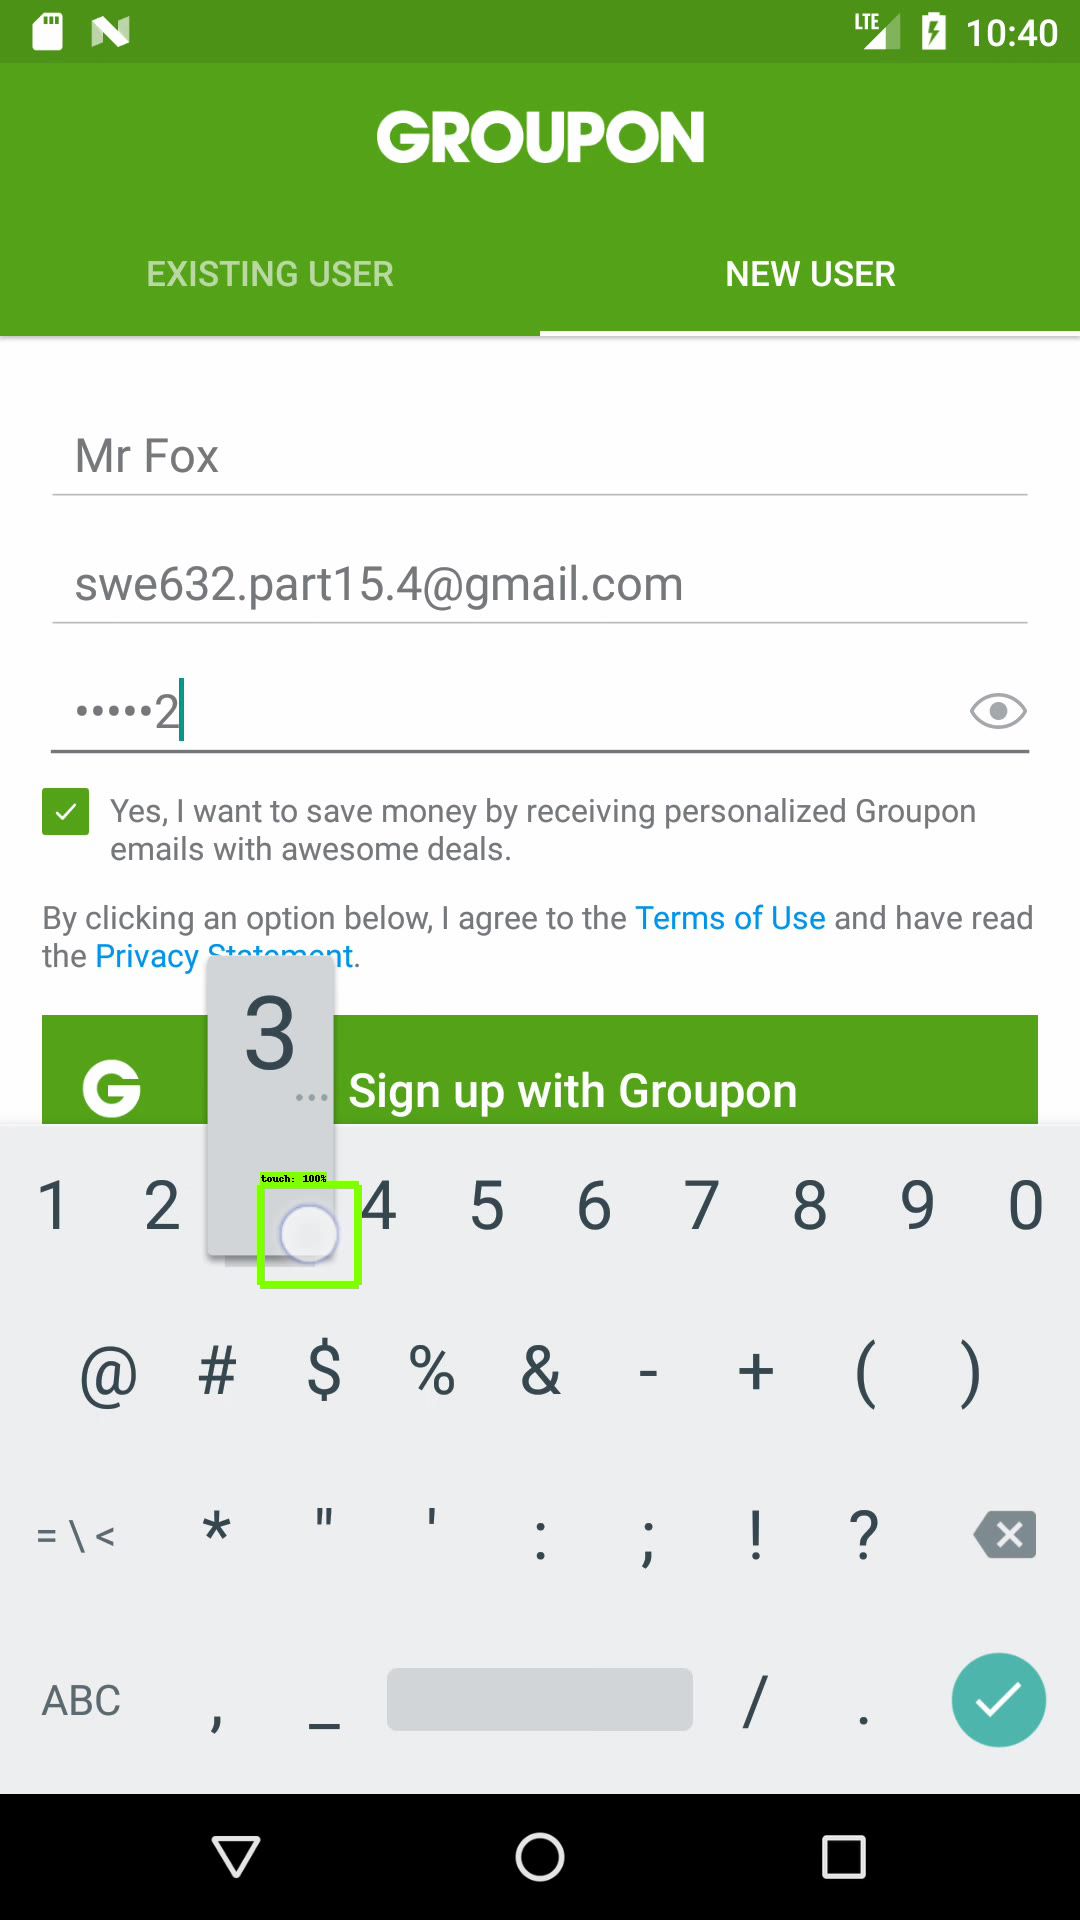 LTE 10:40
GROUPON
EXISTING USER NEW USER
Mr Fox
swe632.part15.4@gmail.com
•••••2
Yes, I want to save money by receiving personalized Groupon
emails with awesome deals.
By clicking an option below, I agree to the Terms of Use and have read
the Privacy Statement.
3
...
G Sign up with Groupon
touch: 100%
1 2 4 5 6 7 8 9 0
@ # $ % & - + ( )
= \ < * " ' : ; ! ?
ABC , _ / .